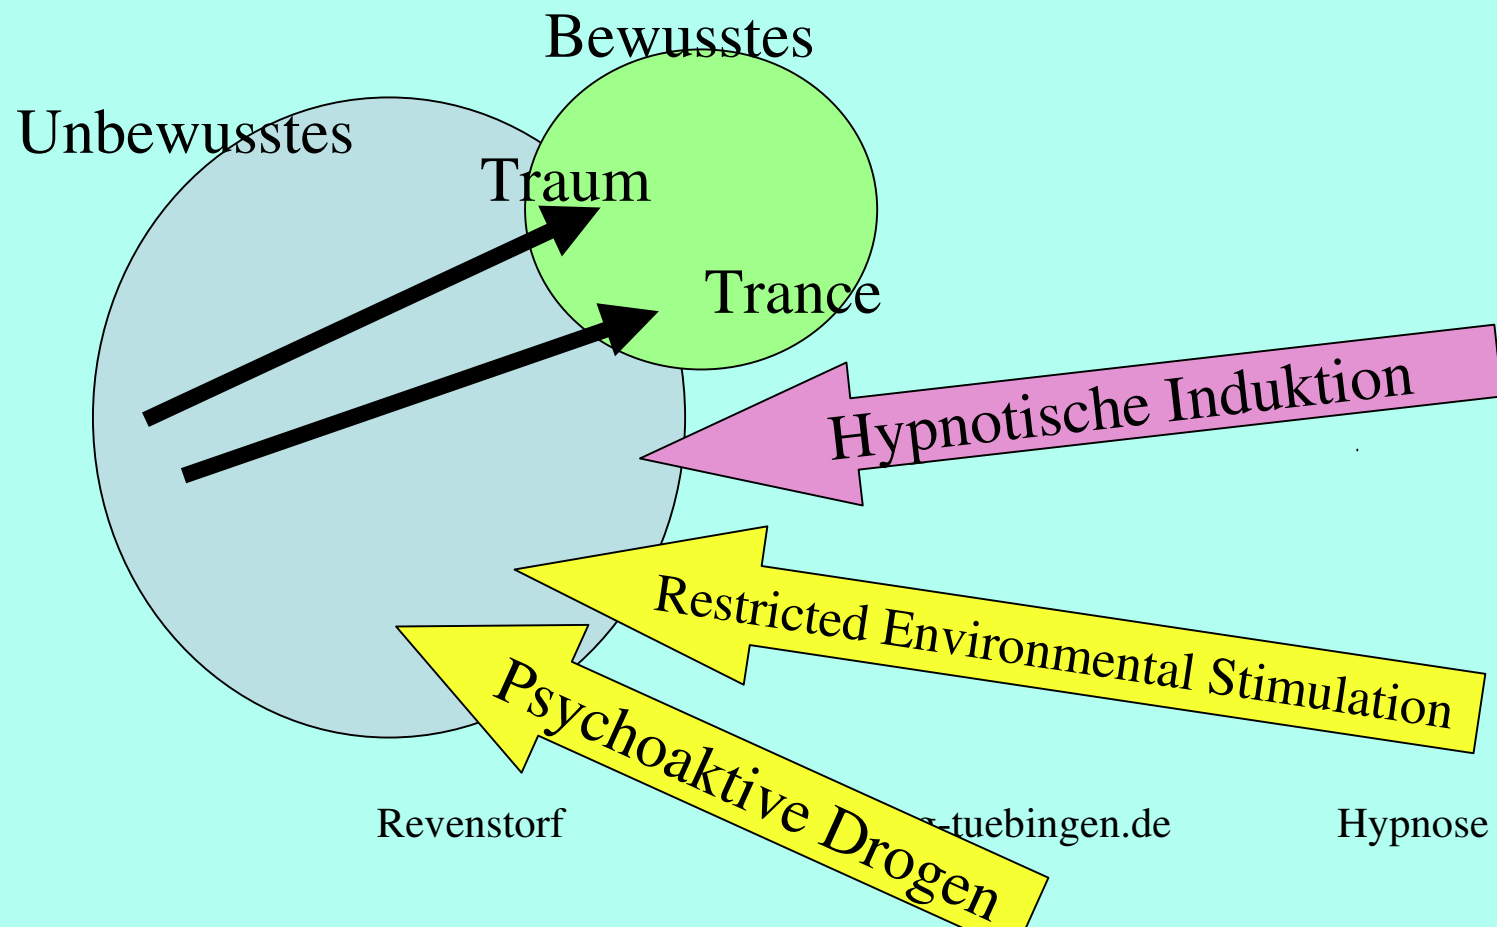 Bewusstes
Unbewusstes
Traum
Trance
Hypnotische Induktion
Restricted Environmental Stimulation
Psychoaktive Drogen
Revenstorf
-tuebingen.de
Hypnose